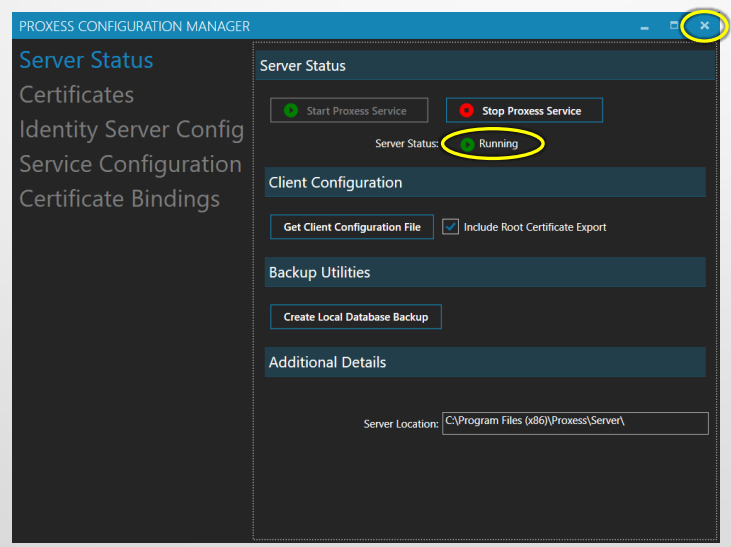 PROXESS CONFIGURATION MANAGER
Server Status
Certificates
Identity Server Config
Service Configuration
Certificate Bindings
Server Status
Start Proxess Service
Stop Proxess Service
Server Status: Running
Client Configuration
Get Client Configuration File
Include Root Certificate Export
Backup Utilities
Create Local Database Backup
Additional Details
Server Location: C:\Program Files (x86)\Proxess\Server\